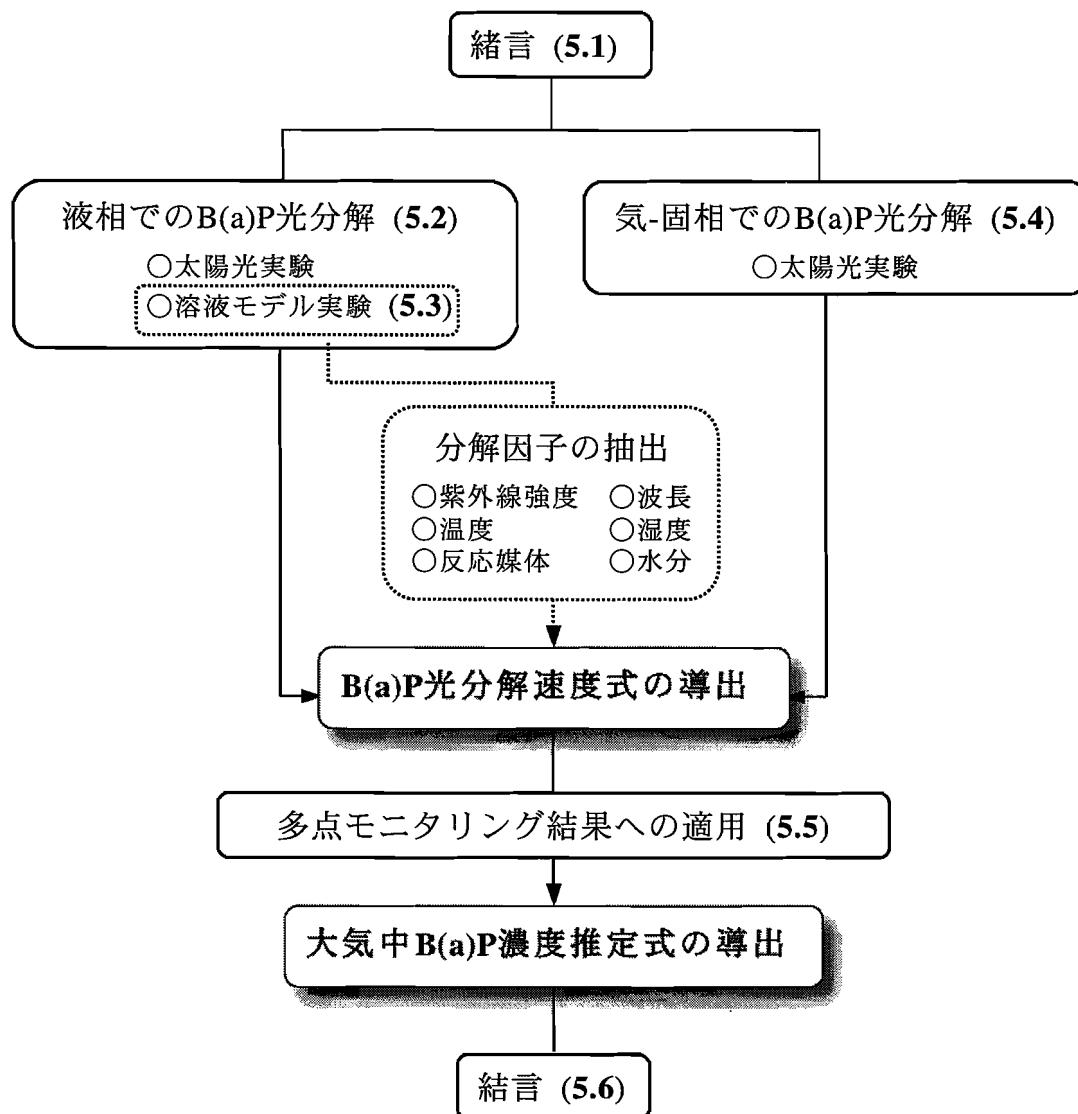 緒言 (5.1)
液相でのB(a)P光分解 (5.2)
○太陽光実験
○溶液モデル実験 (5.3)
気-固相でのB(a)P光分解 (5.4)
○太陽光実験
分解因子の抽出
○紫外線強度 ○波長
○温度 ○湿度
○反応媒体 ○水分
B(a)P光分解速度式の導出
多点モニタリング結果への適用 (5.5)
大気中B(a)P濃度推定式の導出
結言 (5.6)